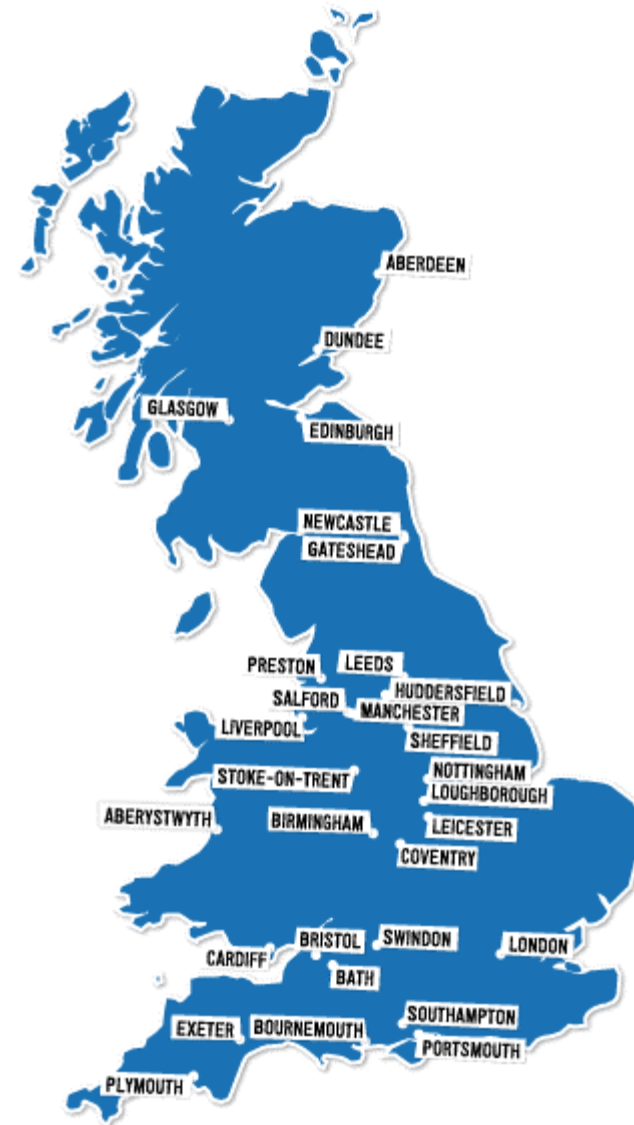 ABERDEEN
DUNDEE
GLASGOW
EDINBURGH
NEWCASTLE
GATESHEAD
PRESTON
LEEDS
HUDDERSFIELD
SALFORD
MANCHESTER
LIVERPOOL
SHEFFIELD
STOKE-ON-TRENT
NOTTINGHAM
LOUGHBOROUGH
ABERYSTWYTH
BIRMINGHAM
LEICESTER
COVENTRY
BRISTOL
SWINDON
LONDON
CARDIFF
BATH
SOUTHAMPTON
EXETER
BOURNEMOUTH
PORTSMOUTH
PLYMOUTH